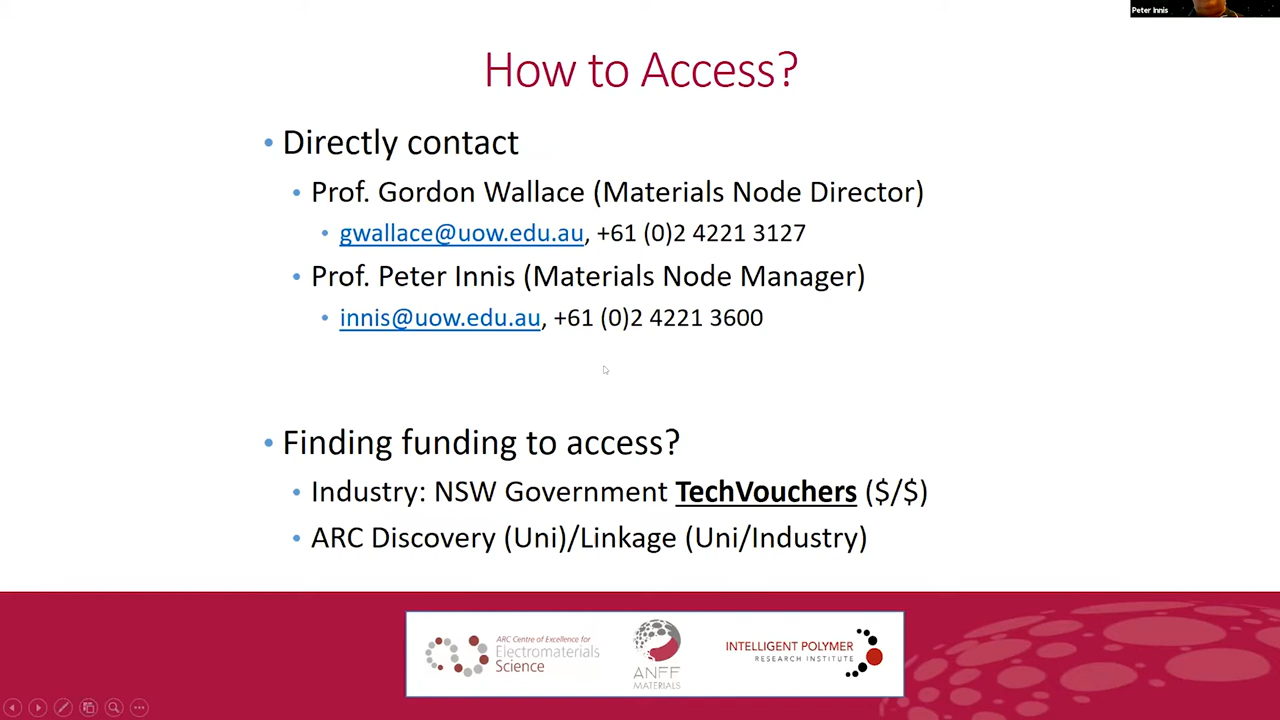 Peter Innis
How to Access?
• Directly contact
• Prof. Gordon Wallace (Materials Node Director)
• gwallace@uow.edu.au, +61 (0)2 4221 3127
• Prof. Peter Innis (Materials Node Manager)
• innis@uow.edu.au, +61 (0)2 4221 3600
• Finding funding to access?
• Industry: NSW Government TechVouchers ($/$)
• ARC Discovery (Uni)/Linkage (Uni/Industry)
ARC Centre of Excellence for
Electromaterials
Science
ANFF
MATERIALS
INTELLIGENT POLYMER
RESEARCH INSTITUTE